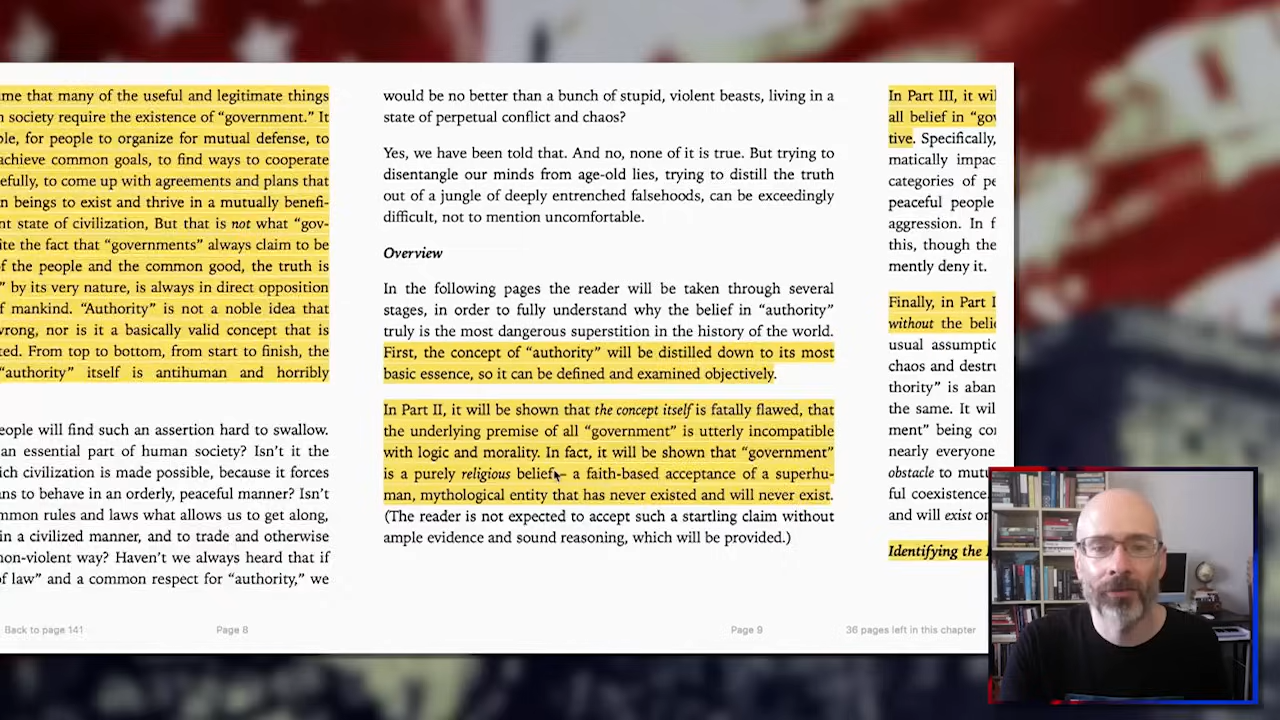 me that many of the useful and legitimate things
society require the existence of “government.” It
ple, for people to organize for mutual defense, to
achieve common goals, to find ways to cooperate
efully, to come up with agreements and plans that
n beings to exist and thrive in a mutually benefi-
nt state of civilization, But that is not what “gov-
ite the fact that “governments” always claim to be
of the people and the common good, the truth is
” by its very nature, is always in direct opposition
f mankind. “Authority” is not a noble idea that
wrong, nor is it a basically valid concept that is
ted. From top to bottom, from start to finish, the
“authority” itself is antihuman and horribly
eople will find such an assertion hard to swallow.
an essential part of human society? Isn’t it the
ich civilization is made possible, because it forces
ns to behave in an orderly, peaceful manner? Isn’t
mmon rules and laws what allows us to get along,
in a civilized manner, and to trade and otherwise
non-violent way? Haven’t we always heard that if
of law” and a common respect for “authority,” we
Back to page 141
Page 8
would be no better than a bunch of stupid, violent beasts, living in a
state of perpetual conflict and chaos?
Yes, we have been told that. And no, none of it is true. But trying to
disentangle our minds from age-old lies, trying to distill the truth
out of a jungle of deeply entrenched falsehoods, can be exceedingly
difficult, not to mention uncomfortable.
Overview
In the following pages the reader will be taken through several
stages, in order to fully understand why the belief in “authority”
truly is the most dangerous superstition in the history of the world.
First, the concept of “authority” will be distilled down to its most
basic essence, so it can be defined and examined objectively.
In Part II, it will be shown that the concept itself is fatally flawed, that
the underlying premise of all “government” is utterly incompatible
with logic and morality. In fact, it will be shown that “government”
is a purely religious belief – a faith-based acceptance of a superhu-
man, mythological entity that has never existed and will never exist.
(The reader is not expected to accept such a startling claim without
ample evidence and sound reasoning, which will be provided.)
Page 9
In Part III, it wil
all belief in “gov
tive. Specifically,
matically impac
categories of pe
peaceful people
aggression. In f
this, though the
mently deny it.
Finally, in Part I
without the belie
usual assumptic
chaos and destru
thority” is aban
the same. It wil
ment” being cor
nearly everyone
obstacle to mutu
ful coexistence
and will exist on
Identifying the
36 pages left in this chapter